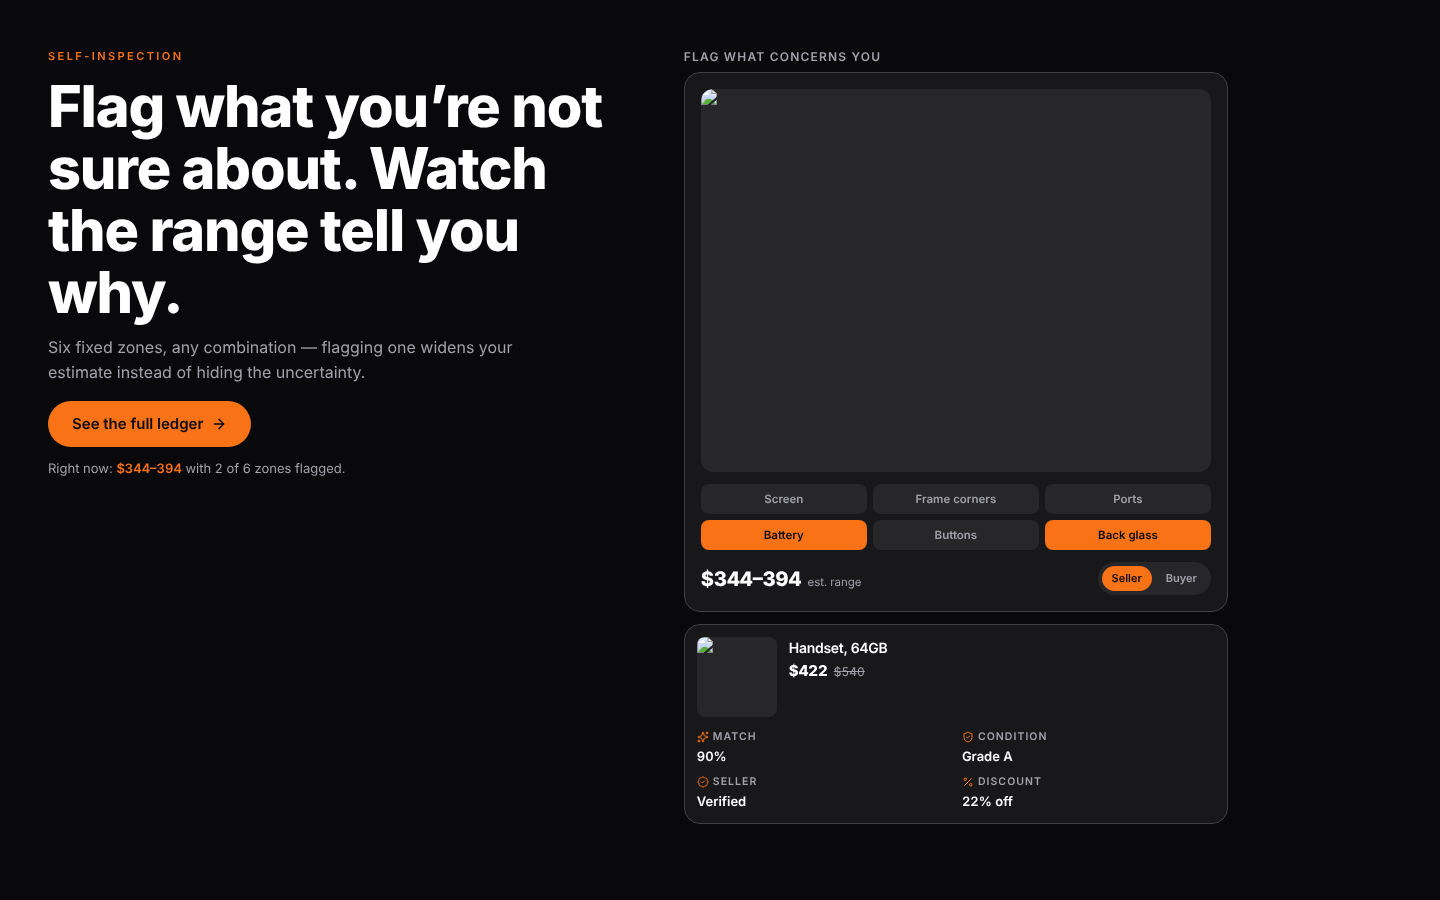 SELF-INSPECTION
Flag what you’re not
sure about. Watch
the range tell you
why.
Six fixed zones, any combination — flagging one widens your
estimate instead of hiding the uncertainty.
See the full ledger →
Right now: $344–394 with 2 of 6 zones flagged.
FLAG WHAT CONCERNS YOU
Screen
Frame corners
Ports
Battery
Buttons
Back glass
$344–394 est. range
Seller
Buyer
Handset, 64GB
$422 $540
MATCH
90%
CONDITION
Grade A
SELLER
Verified
DISCOUNT
22% off